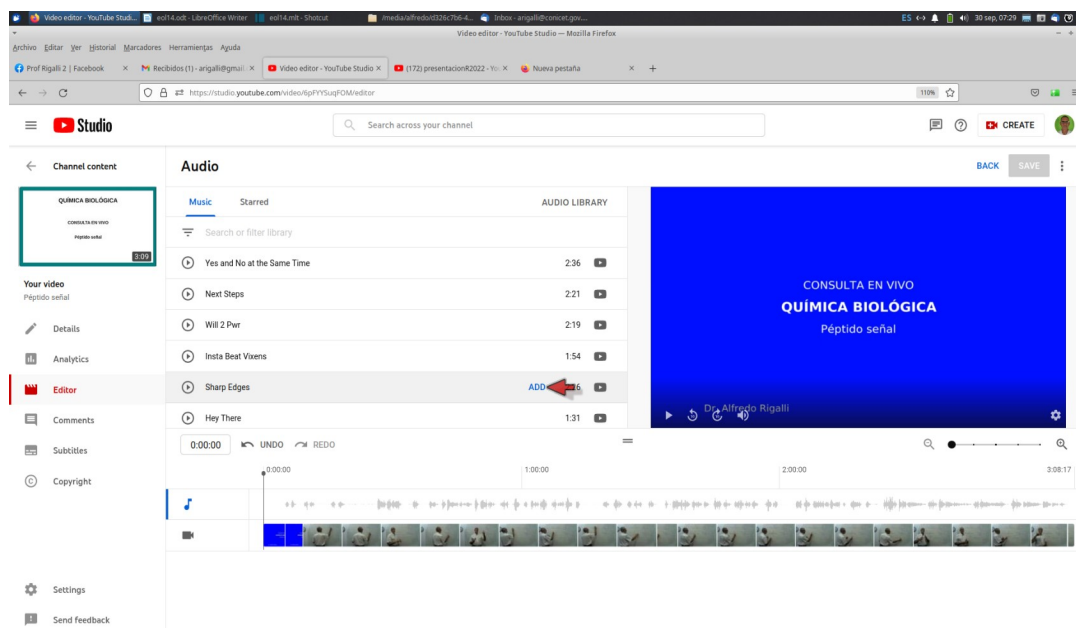 Video editor - YouTube Studi...
eol14.odt - LibreOffice Writer
eol14.mlt - Shotcut
/media/alfredo/d326c7b6-4...
Inbox - arigalli@conicet.gov....
ES
30 sep, 07:29
Video editor - YouTube Studio — Mozilla Firefox
Archivo Editar Ver Historial Marcadores Herramientas Ayuda
Prof Rigalli 2 | Facebook
Recibidos (1) - arigalli@gmail.
Video editor - YouTube Studio
(172) presentacionR2022 - Yo
Nueva pestaña
https://studio.youtube.com/video/6pFYYSuqFOM/editor
110%
Studio
Search across your channel
CREATE
Channel content
Audio
BACK
SAVE
QUÍMICA BIOLÓGICA
CONSULTA EN VIVO
Péptido señal
3:09
Your video
Péptido señal
Details
Analytics
Editor
Comments
Subtitles
Copyright
Settings
Send feedback
Music
Starred
AUDIO LIBRARY
Search or filter library
Yes and No at the Same Time 2:36
Next Steps 2:21
Will 2 Pwr 2:19
Insta Beat Vixens 1:54
Sharp Edges ADD 6
Hey There 1:31
CONSULTA EN VIVO
QUÍMICA BIOLÓGICA
Péptido señal
Dr. Alfredo Rigalli
0:00:00
UNDO
REDO
0:00:00
1:00:00
2:00:00
3:08:17